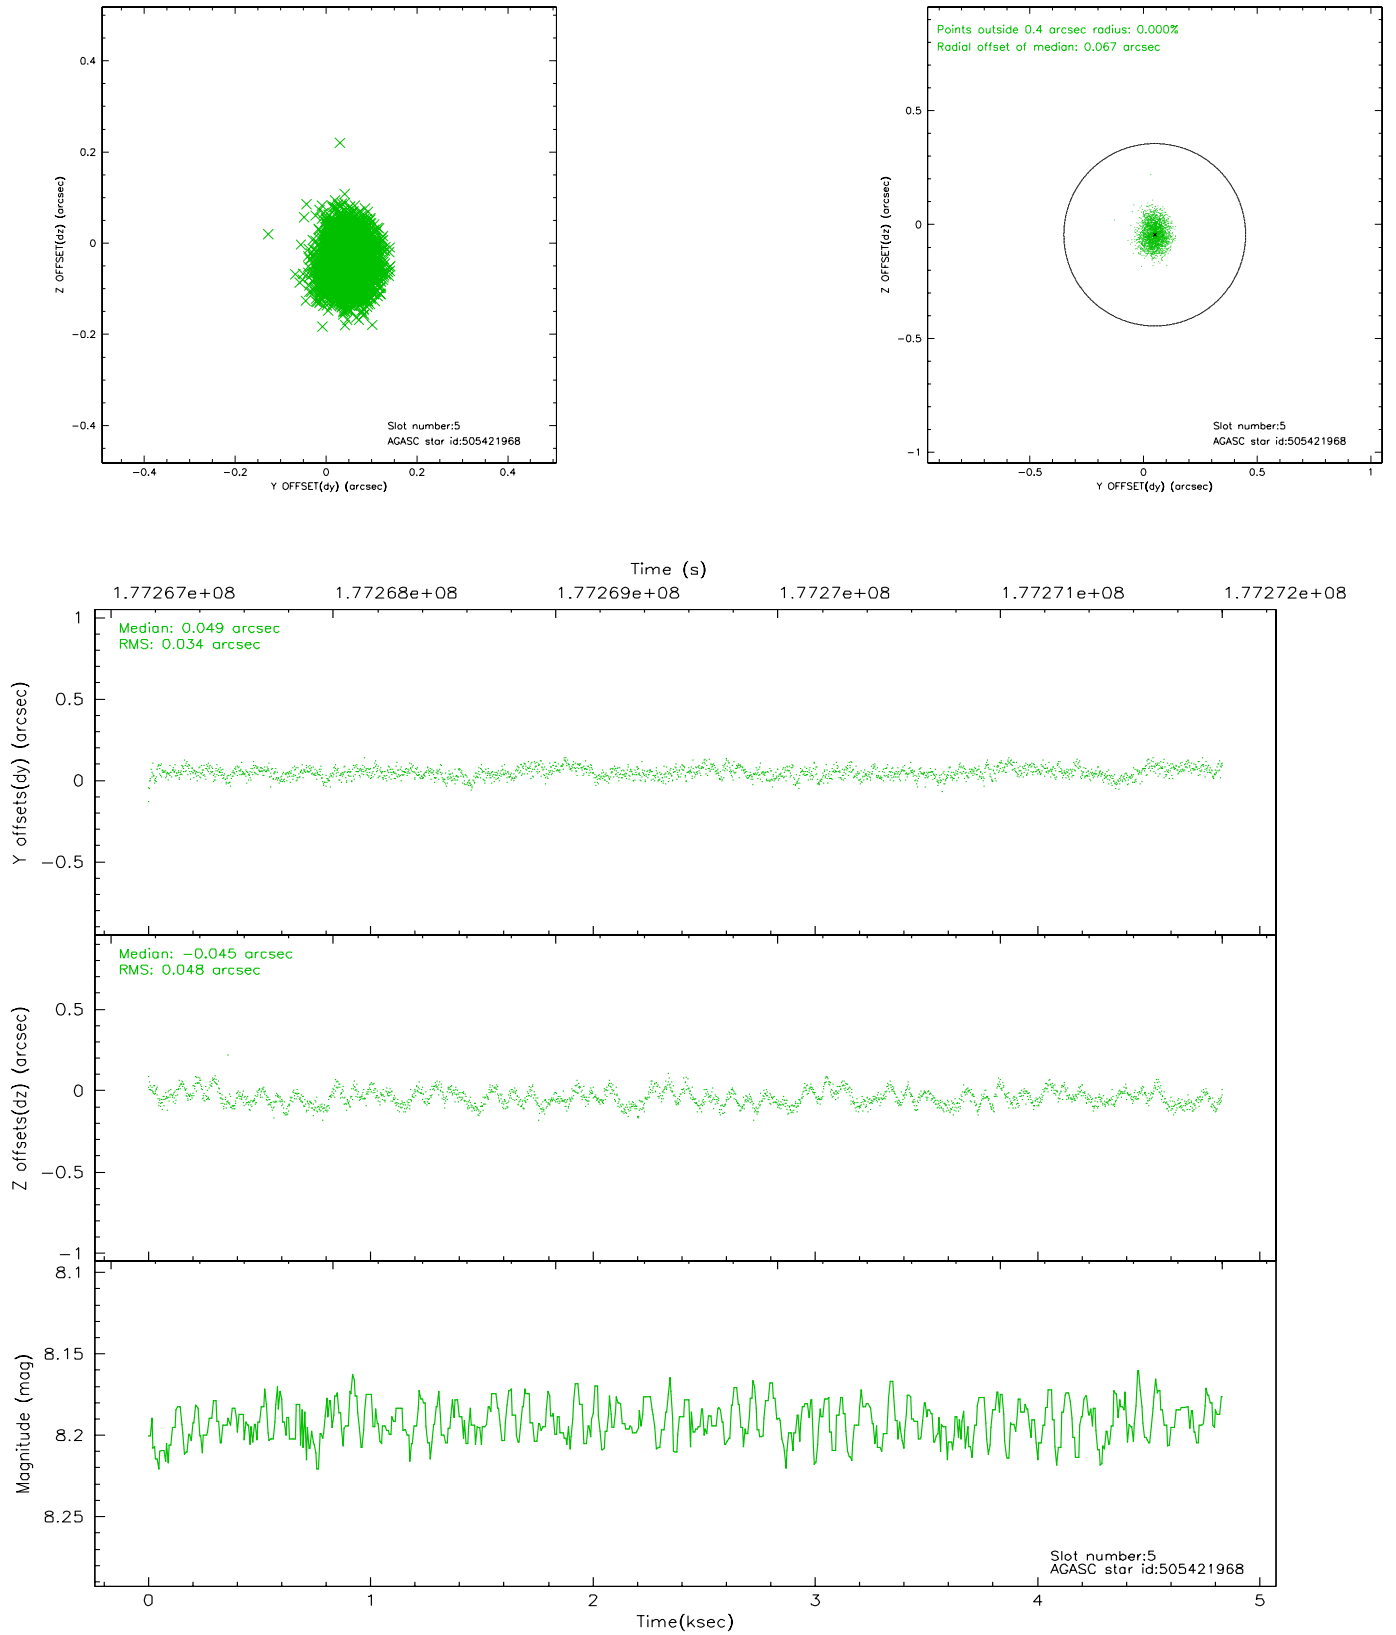 0.4
0.2
0
−0.2
−0.4
Z OFFSET(dz) (arcsec)
Slot number:5
AGASC star id:505421968
−0.4 −0.2 0 0.2 0.4
Y OFFSET(dy) (arcsec)
Points outside 0.4 arcsec radius: 0.000%
Radial offset of median: 0.067 arcsec
0.5
0
−0.5
−1
Z OFFSET(dz) (arcsec)
Slot number:5
AGASC star id:505421968
−0.5 0 0.5 1
Y OFFSET(dy) (arcsec)
Time (s)
1.77267e+08 1.77268e+08 1.77269e+08 1.7727e+08 1.77271e+08 1.77272e+08
Median: 0.049 arcsec
RMS: 0.034 arcsec
1
0.5
0
−0.5
Y offsets(dy) (arcsec)
Median: −0.045 arcsec
RMS: 0.048 arcsec
0.5
0
−0.5
−1
Z offsets(dz) (arcsec)
8.1
8.15
8.2
8.25
Magnitude (mag)
Slot number:5
AGASC star id:505421968
0 1 2 3 4 5
Time(ksec)